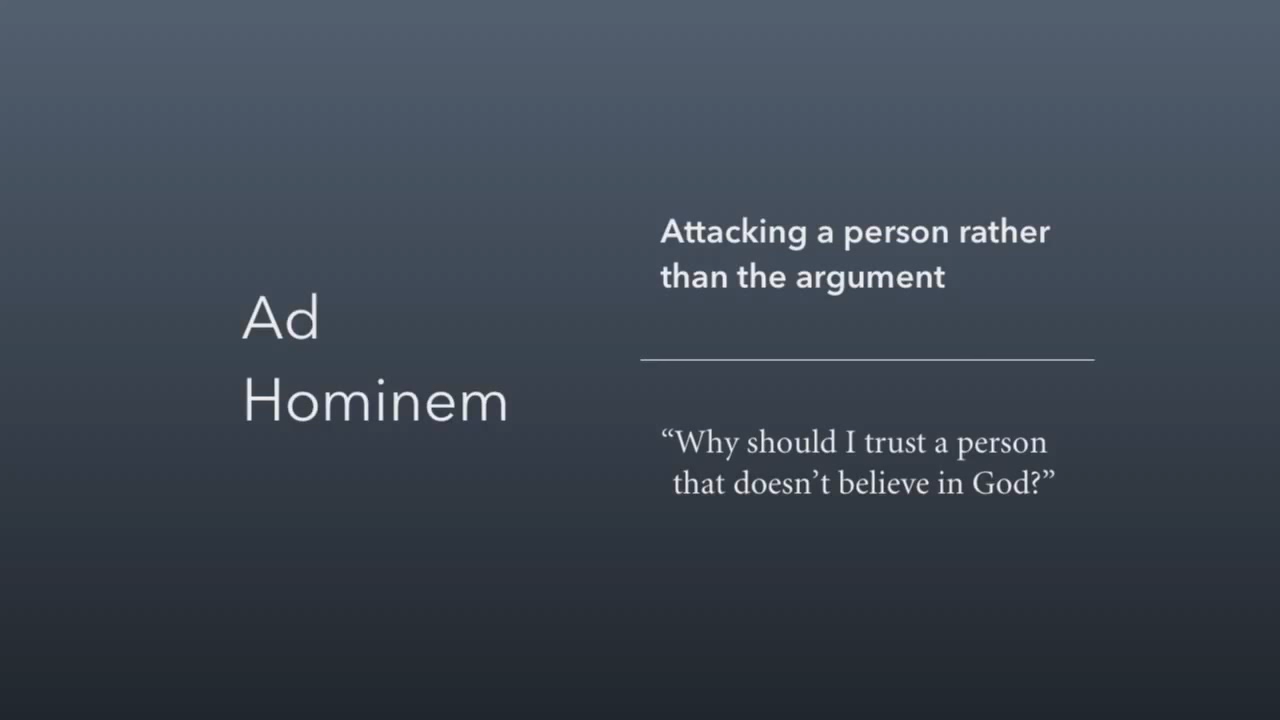 Ad
Hominem
Attacking a person rather
than the argument
“Why should I trust a person
that doesn’t believe in God?”